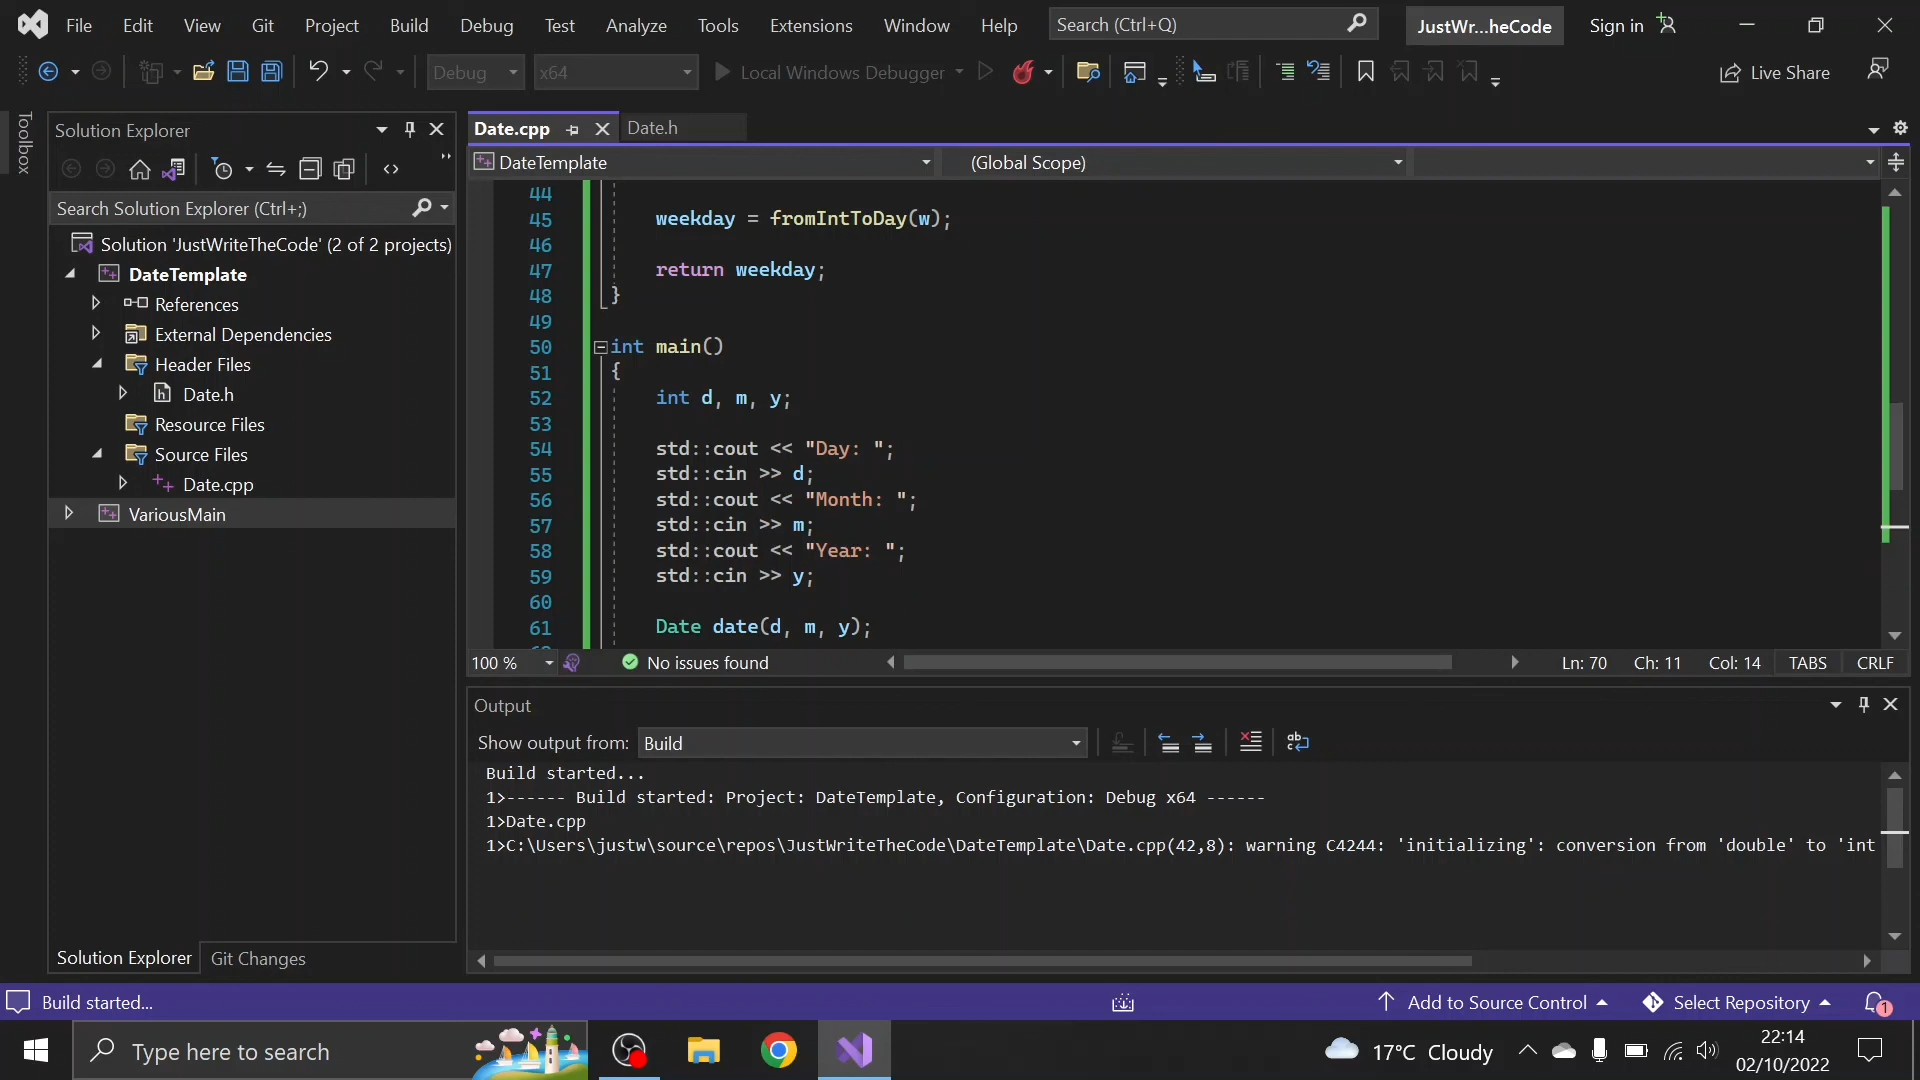 File Edit View Git Project Build Debug Test Analyze Tools Extensions Window Help Search (Ctrl+Q) JustWr...heCode Sign in
Debug x64 Local Windows Debugger Live Share
Toolbox
Solution Explorer
Search Solution Explorer (Ctrl+;)
Solution 'JustWriteTheCode' (2 of 2 projects)
DateTemplate
References
External Dependencies
Header Files
Date.h
Resource Files
Source Files
Date.cpp
VariousMain
Solution Explorer Git Changes
Date.cpp Date.h
DateTemplate (Global Scope)
44
45 weekday = fromIntToDay(w);
46
47 return weekday;
48 }
49
50 int main()
51 {
52 int d, m, y;
53
54 std::cout << "Day: ";
55 std::cin >> d;
56 std::cout << "Month: ";
57 std::cin >> m;
58 std::cout << "Year: ";
59 std::cin >> y;
60
61 Date date(d, m, y);
100 % No issues found Ln: 70 Ch: 11 Col: 14 TABS CRLF
Output
Show output from: Build
Build started...
1>------ Build started: Project: DateTemplate, Configuration: Debug x64 ------
1>Date.cpp
1>C:\Users\justw\source\repos\JustWriteTheCode\DateTemplate\Date.cpp(42,8): warning C4244: 'initializing': conversion from 'double' to 'int
Build started... Add to Source Control Select Repository 1
Type here to search 17°C Cloudy 22:14
02/10/2022